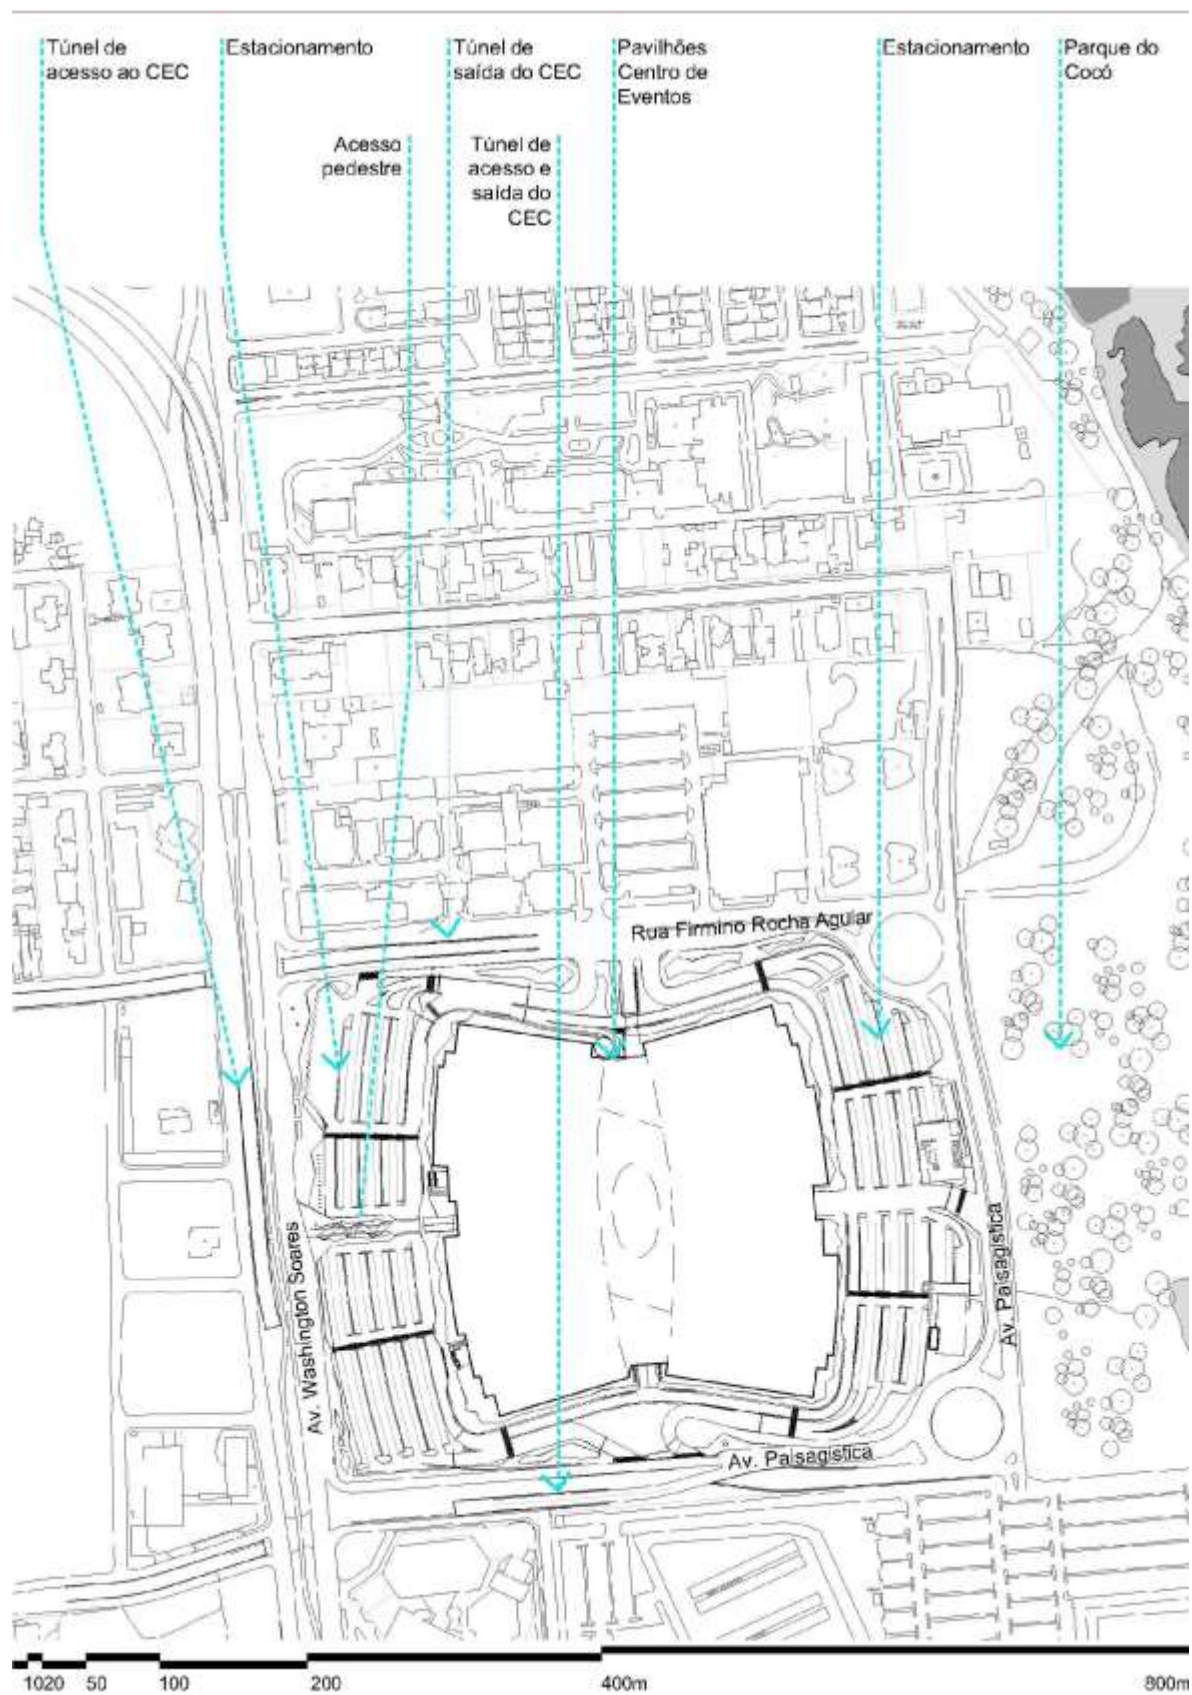 Túnel de
acesso ao CEC
Estacionamento
Túnel de
saída do CEC
Pavilhões
Centro de
Eventos
Estacionamento
Parque do
Cocó
Acesso
pedestre
Túnel de
acesso e
saída do
CEC
Rua Firmino Rocha Aguiar
Av. Washington Soares
Av. Paisagística
Av. Paisagística
1020 50 100 200 400m 800m